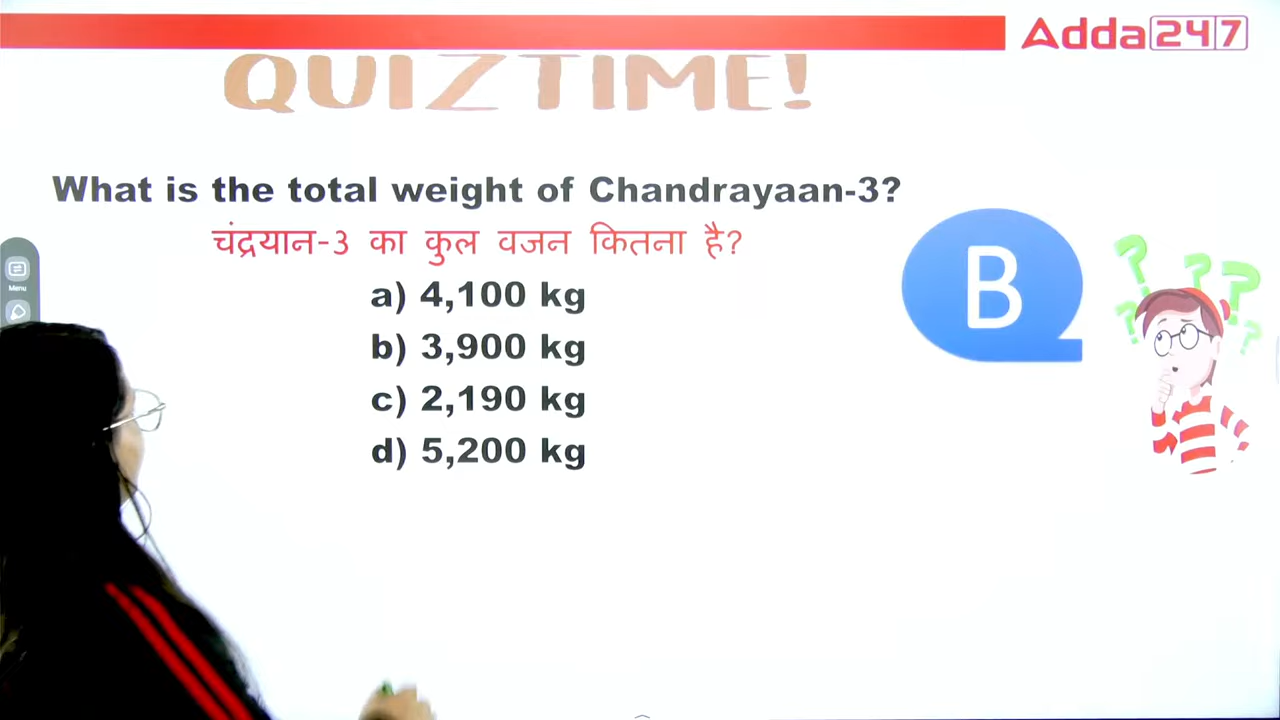 Adda247
QUIZTIME!
What is the total weight of Chandrayaan-3?
चंद्रयान-3 का कुल वजन कितना है?
a) 4,100 kg
b) 3,900 kg
c) 2,190 kg
d) 5,200 kg
B
Menu
? ? ? ? ?